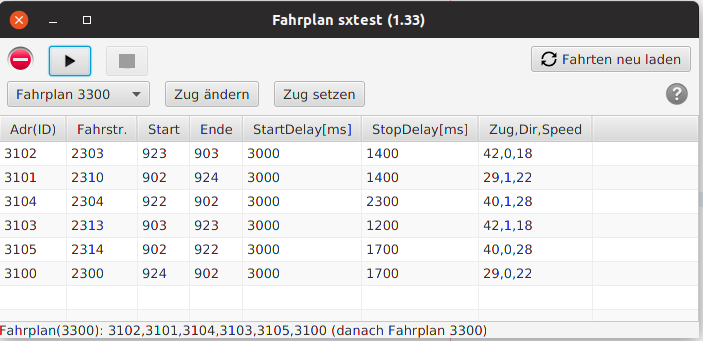 Fahrplan sxtest (1.33)
Fahrten neu laden
Fahrplan 3300 Zug ändern Zug setzen ?
Adr(ID) Fahrstr. Start Ende StartDelay[ms] StopDelay[ms] Zug,Dir,Speed
3102 2303 923 903 3000 1400 42,0,18
3101 2310 902 924 3000 1400 29,1,22
3104 2304 922 902 3000 2300 40,1,28
3103 2313 903 923 3000 1200 42,1,18
3105 2314 902 922 3000 1700 40,0,28
3100 2300 924 902 3000 1700 29,0,22
Fahrplan(3300): 3102,3101,3104,3103,3105,3100 (danach Fahrplan 3300)